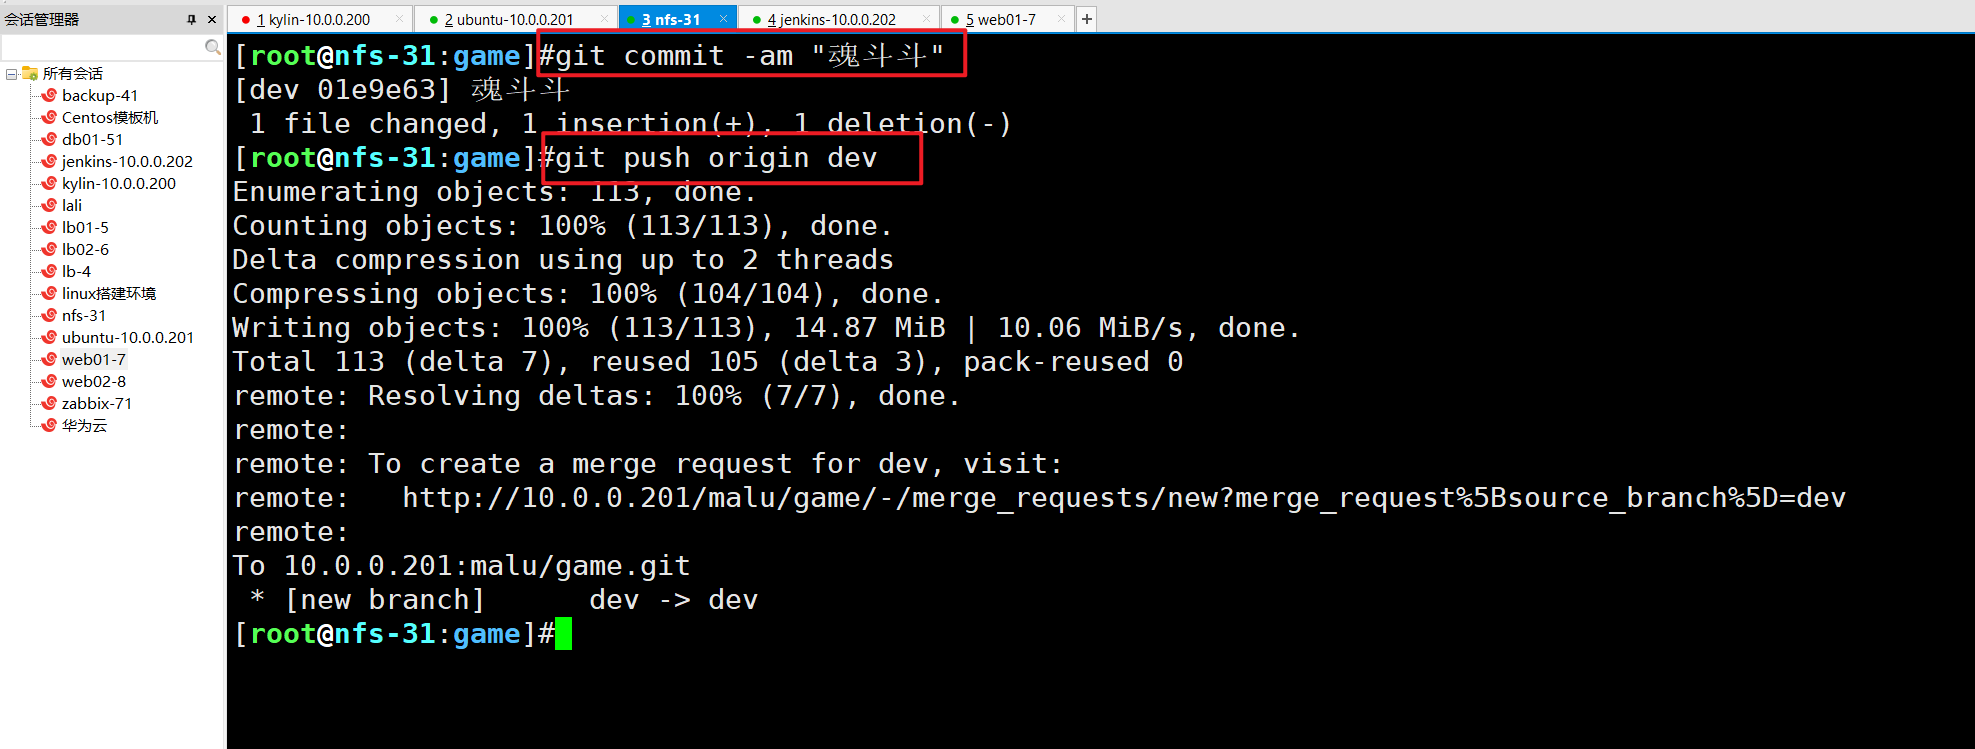 会话管理器
所有会话
backup-41
Centos模板机
db01-51
jenkins-10.0.0.202
kylin-10.0.0.200
lali
lb01-5
lb02-6
lb-4
linux搭建环境
nfs-31
ubuntu-10.0.0.201
web01-7
web02-8
zabbix-71
华为云
1 kylin-10.0.0.200
2 ubuntu-10.0.0.201
3 nfs-31
4 jenkins-10.0.0.202
5 web01-7
[root@nfs-31:game]#git commit -am "魂斗斗"
[dev 01e9e63] 魂斗斗
1 file changed, 1 insertion(+), 1 deletion(-)
[root@nfs-31:game]#git push origin dev
Enumerating objects: 113, done.
Counting objects: 100% (113/113), done.
Delta compression using up to 2 threads
Compressing objects: 100% (104/104), done.
Writing objects: 100% (113/113), 14.87 MiB | 10.06 MiB/s, done.
Total 113 (delta 7), reused 105 (delta 3), pack-reused 0
remote: Resolving deltas: 100% (7/7), done.
remote:
remote: To create a merge request for dev, visit:
remote:   http://10.0.0.201/malu/game/-/merge_requests/new?merge_request%5Bsource_branch%5D=dev
remote:
To 10.0.0.201:malu/game.git
* [new branch]      dev -> dev
[root@nfs-31:game]#